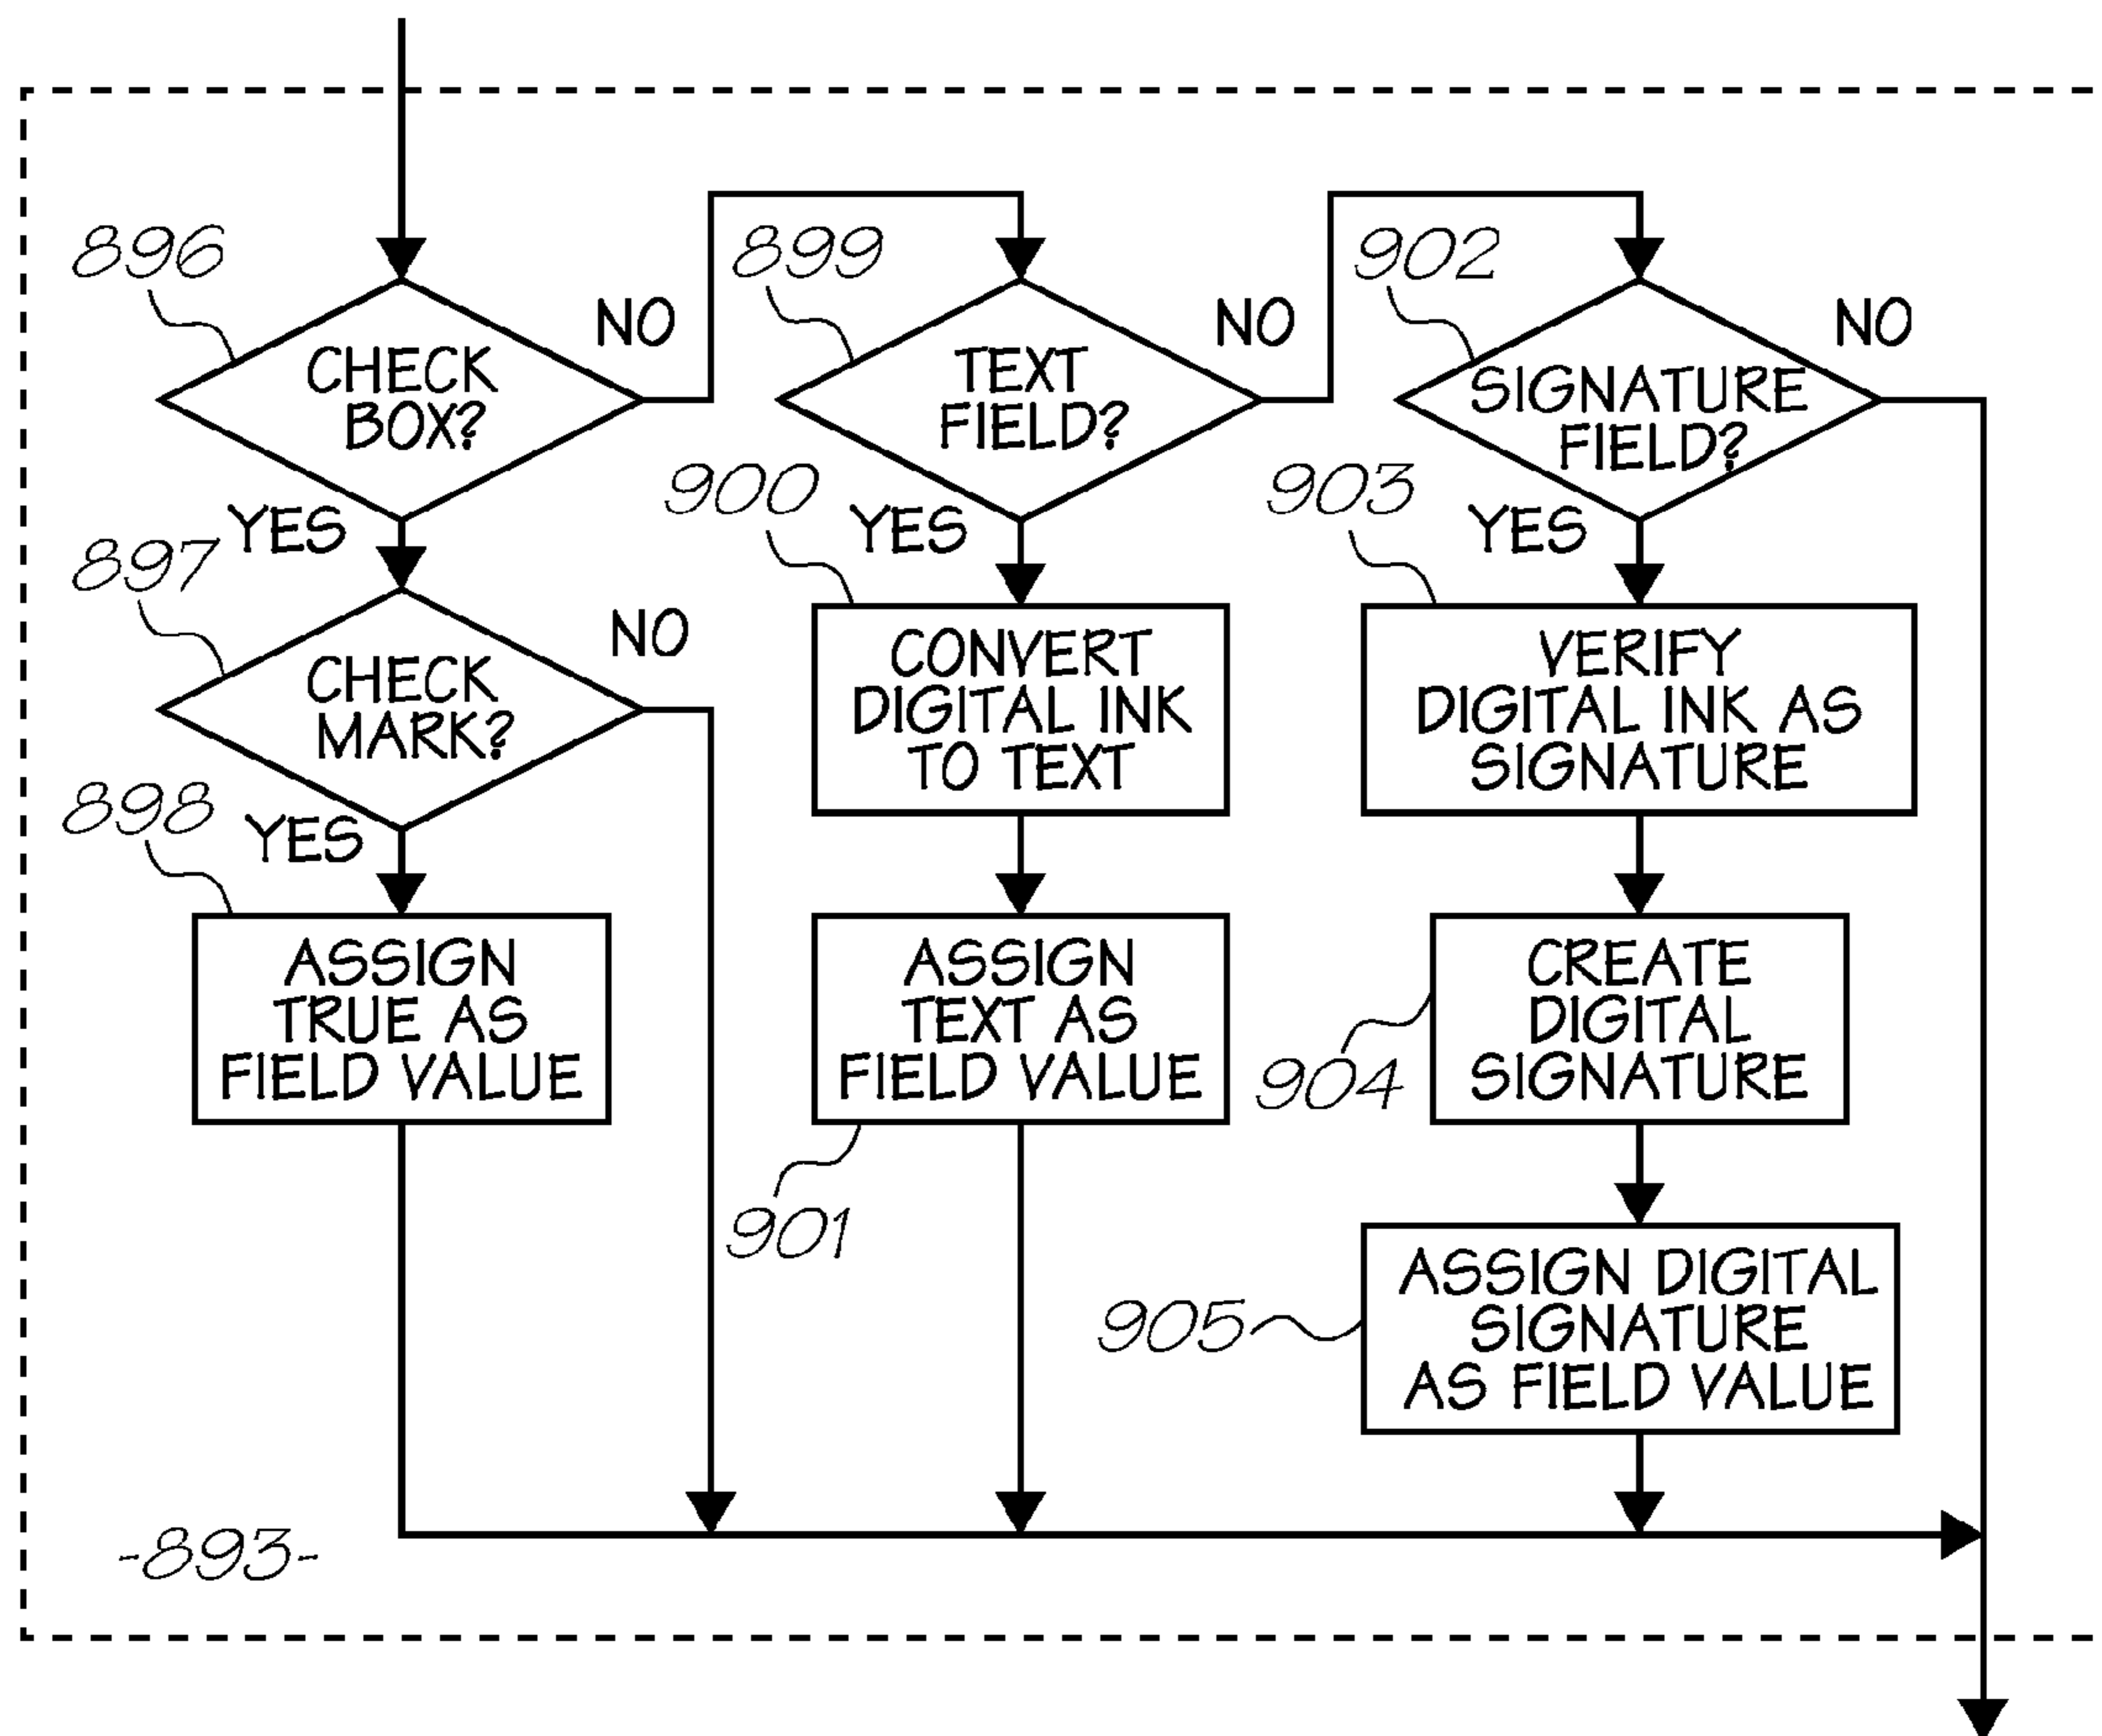 896
CHECK
BOX?
NO
YES
897
CHECK
MARK?
NO
YES
898
ASSIGN
TRUE AS
FIELD VALUE
899
TEXT
FIELD?
NO
YES
900
CONVERT
DIGITAL INK
TO TEXT
ASSIGN
TEXT AS
FIELD VALUE
901
902
SIGNATURE
FIELD?
NO
YES
903
VERIFY
DIGITAL INK AS
SIGNATURE
CREATE
DIGITAL
SIGNATURE
904
ASSIGN DIGITAL
SIGNATURE
AS FIELD VALUE
905
-893-